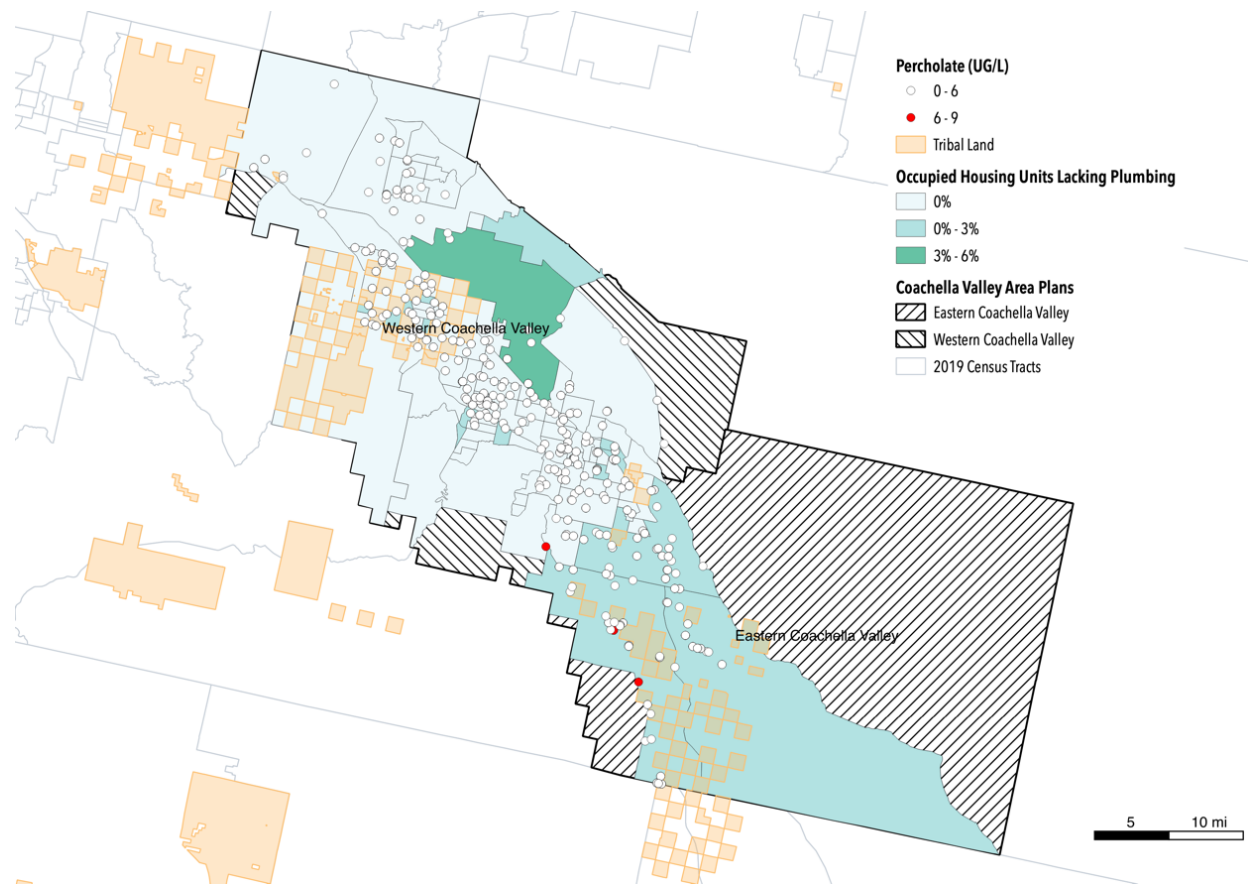 Percholate (UG/L)
0 - 6
6 - 9
Tribal Land
Occupied Housing Units Lacking Plumbing
0%
0% - 3%
3% - 6%
Coachella Valley Area Plans
Eastern Coachella Valley
Western Coachella Valley
2019 Census Tracts
Western Coachella Valley
Eastern Coachella Valley
5 10 mi